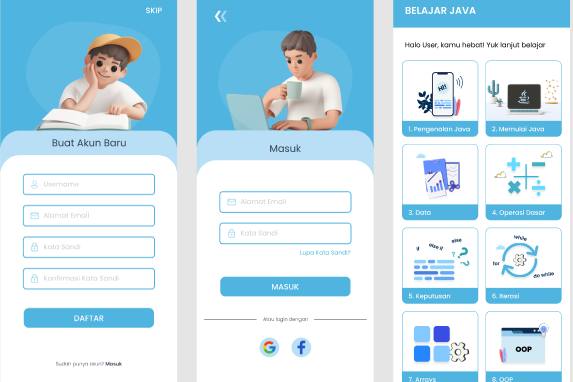 SKIP
Buat Akun Baru
Username
Alamat Email
Kata Sandi
Konfirmasi Kata Sandi
DAFTAR
Sudah punya akun? Masuk
Masuk
Alamat Email
Kata Sandi
Lupa Kata Sandi?
MASUK
Atau login dengan
BELAJAR JAVA
Halo User, kamu hebat! Yuk lanjut belajar
Hi!
1. Pengenalan Java
2. Memulai Java
3. Data
4. Operasi Dasar
if
else if
else
5. Keputusan
while
for
do while
6. Iterasi
7. Arrays
OOP
8. OOP